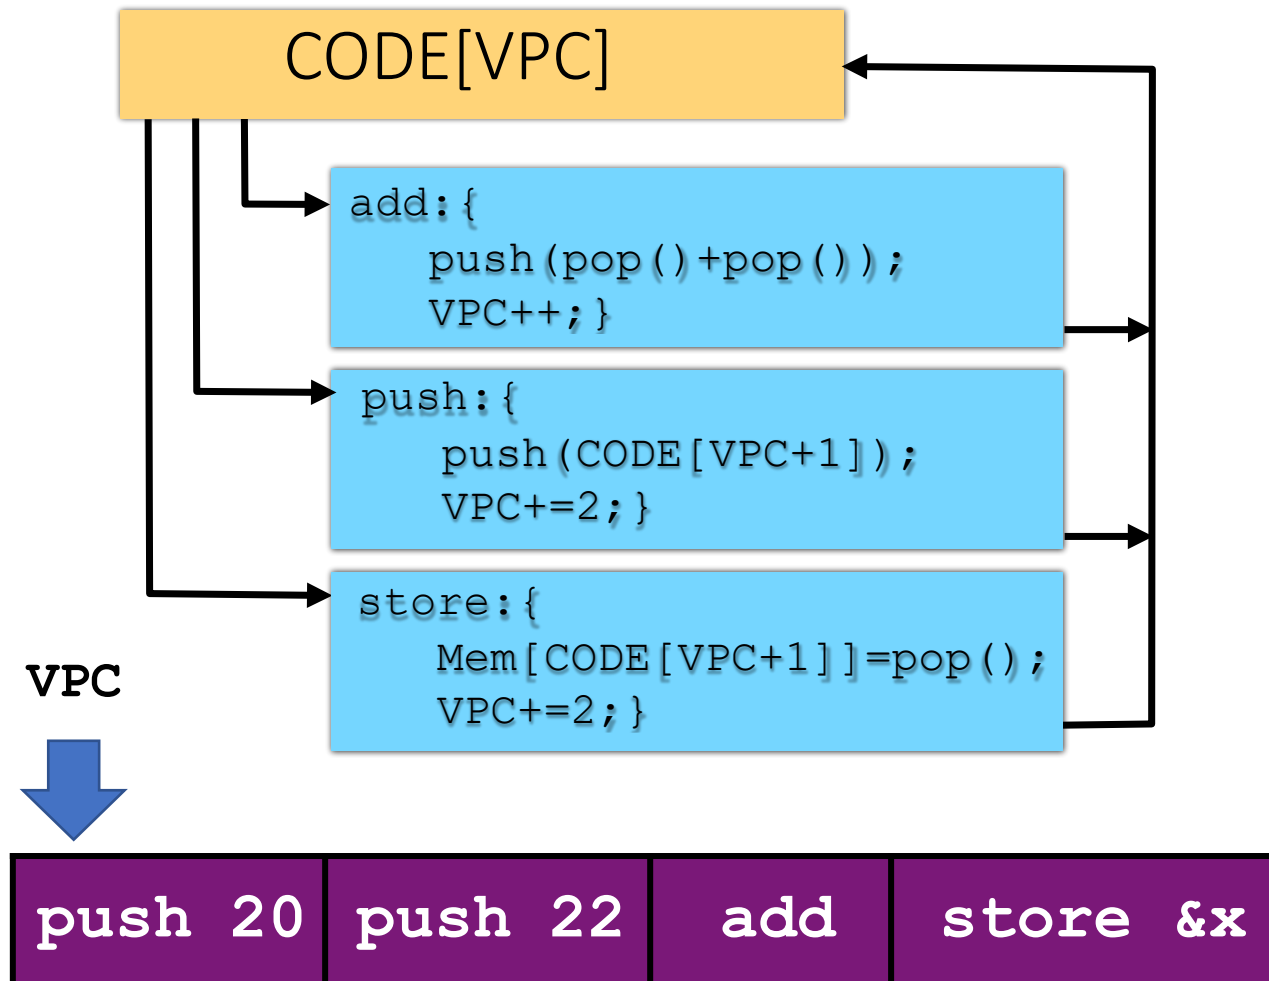 CODE[VPC]
add:{
push(pop()+pop());
VPC++;}
push:{
push(CODE[VPC+1]);
VPC+=2;}
store:{
Mem[CODE[VPC+1]]=pop();
VPC+=2;}
VPC
push 20 push 22 add store &x